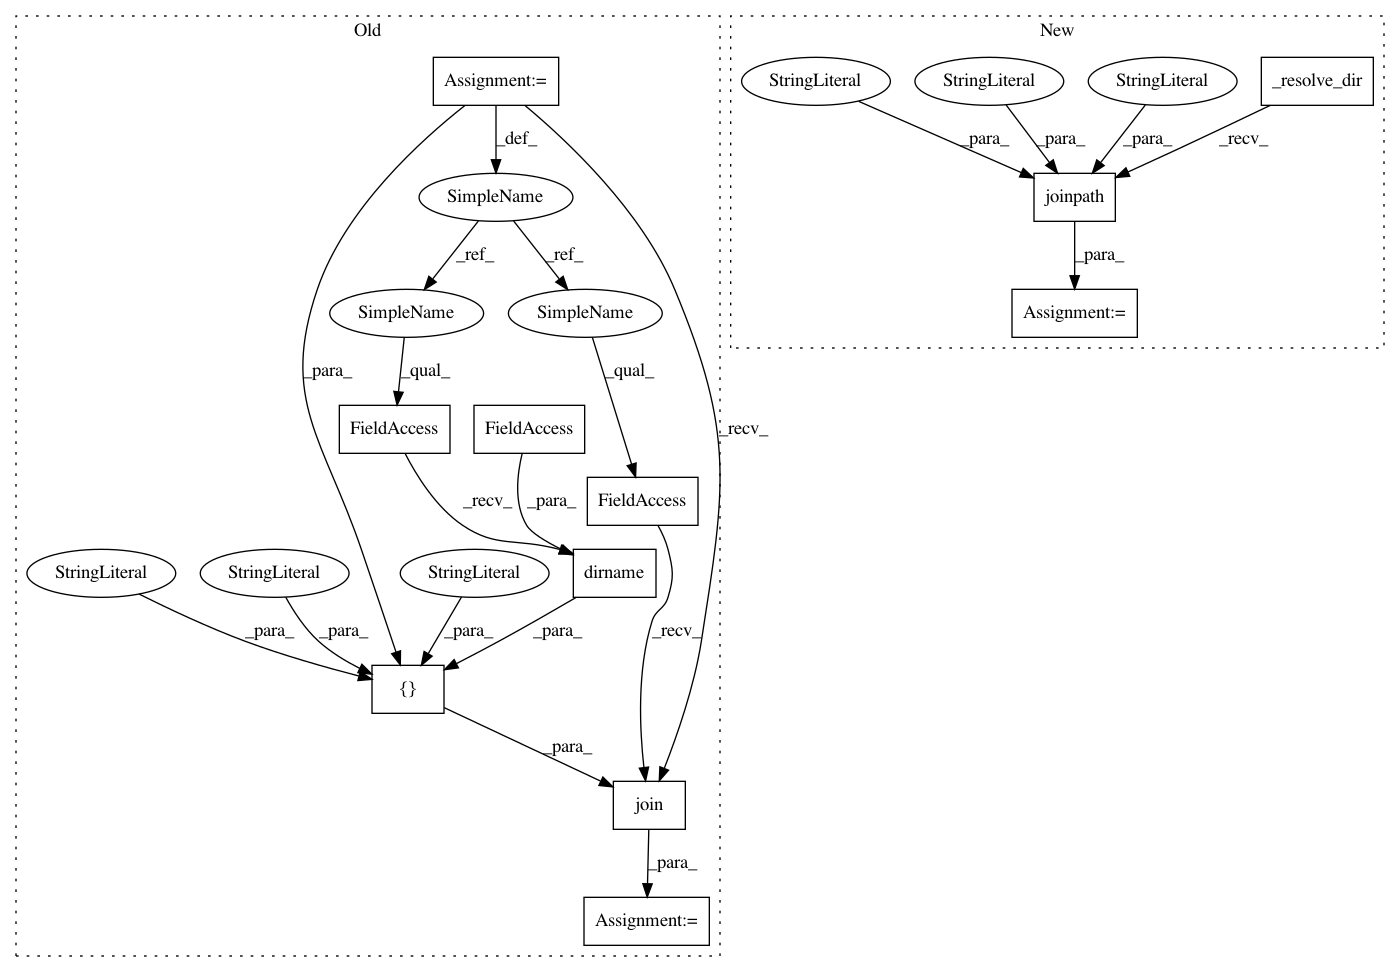 Old
New
Assignment:=
StringLiteral
StringLiteral
StringLiteral
_resolve_dir
_def_
_para_
_para_
_para_
_recv_
SimpleName
joinpath
_ref_
_ref_
_para_
SimpleName
SimpleName
Assignment:=
_para_
_qual_
_qual_
FieldAccess
FieldAccess
_recv_
_recv_
_para_
FieldAccess
StringLiteral
StringLiteral
StringLiteral
dirname
_para_
_para_
_para_
_para_
_recv_
{}
_para_
join
_para_
Assignment:=